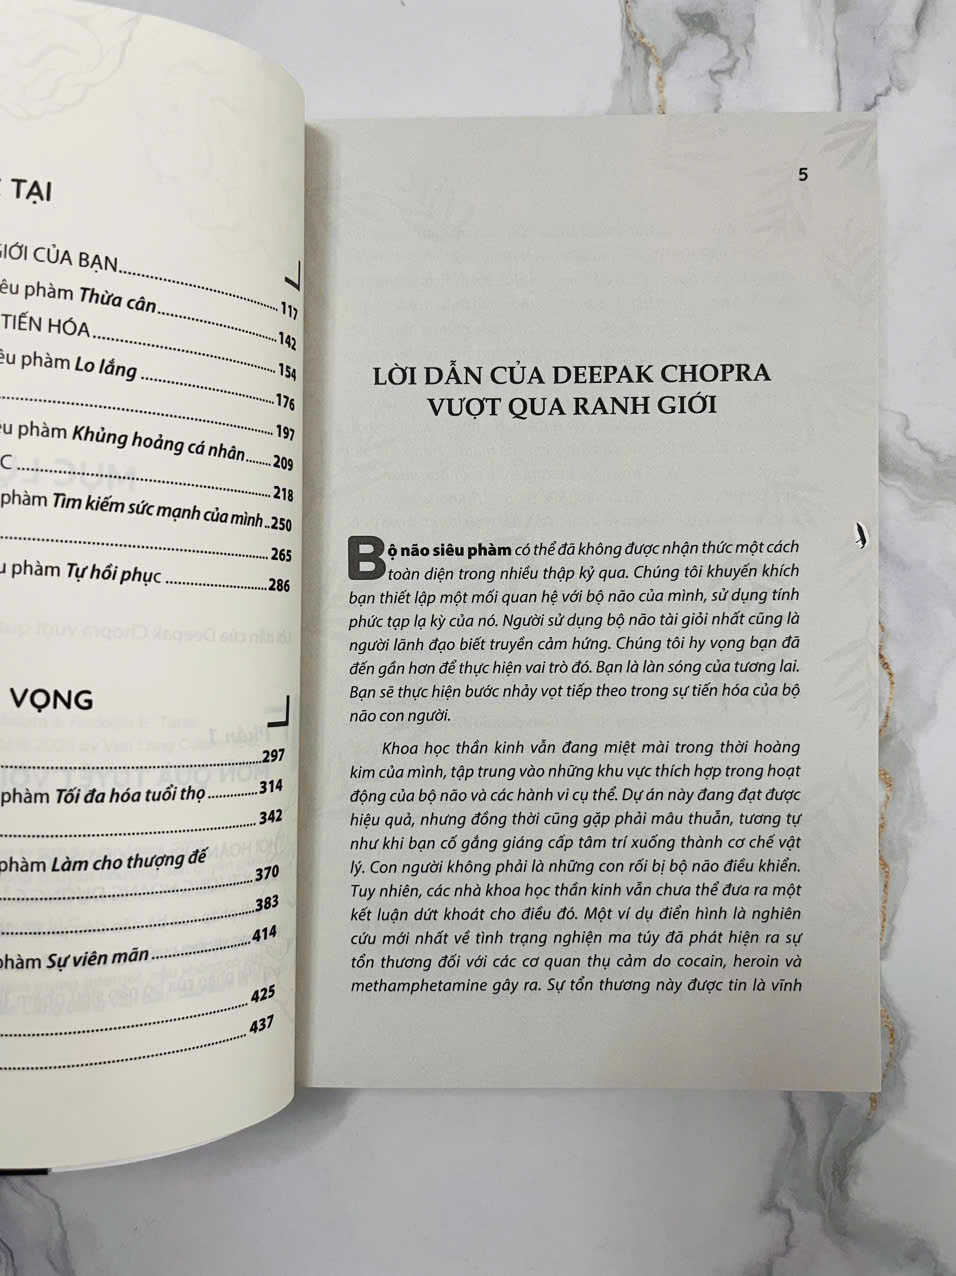 TẠI
GIỚI CỦA BẠN.......... 117
phàm Thừa cân.......... 142
TIẾN HÓA.......... 154
phàm Lo lắng.......... 176
.......... 197
phàm Khủng hoảng cá nhân....... 209
.......... 218
phàm Tìm kiếm sức mạnh của mình.. 250
.......... 265
phàm Tự hồi phục.......... 286
VỌNG
.......... 297
phàm Tối đa hóa tuổi thọ.......... 314
.......... 342
phàm Làm cho thượng đế
.......... 370
.......... 383
phàm Sự viên mãn.......... 414
.......... 425
.......... 437
5
LỜI DẪN CỦA DEEPAK CHOPRA
VƯỢT QUA RANH GIỚI
Bộ não siêu phàm có thể đã không được nhận thức một cách
toàn diện trong nhiều thập kỷ qua. Chúng tôi khuyến khích
bạn thiết lập một mối quan hệ với bộ não của mình, sử dụng tính
phức tạp lạ kỳ của nó. Người sử dụng bộ não tài giỏi nhất cũng là
người lãnh đạo biết truyền cảm hứng. Chúng tôi hy vọng bạn đã
đến gần hơn để thực hiện vai trò đó. Bạn là làn sóng của tương lai.
Bạn sẽ thực hiện bước nhảy vọt tiếp theo trong sự tiến hóa của bộ
não con người.
Khoa học thần kinh vẫn đang miệt mài trong thời hoàng
kim của mình, tập trung vào những khu vực thích hợp trong hoạt
động của bộ não và các hành vi cụ thể. Dự án này đang đạt được
hiệu quả, nhưng đồng thời cũng gặp phải mâu thuẫn, tương tự
như khi bạn cố gắng giáng cấp tâm trí xuống thành cơ chế vật
lý. Con người không phải là những con rối bị bộ não điều khiển.
Tuy nhiên, các nhà khoa học thần kinh vẫn chưa thể đưa ra một
kết luận dứt khoát cho điều đó. Một ví dụ điển hình là nghiên
cứu mới nhất về tình trạng nghiện ma túy đã phát hiện ra sự
tổn thương đối với các cơ quan thụ cảm do cocain, heroin và
methamphetamine gây ra. Sự tổn thương này được tin là vĩnh